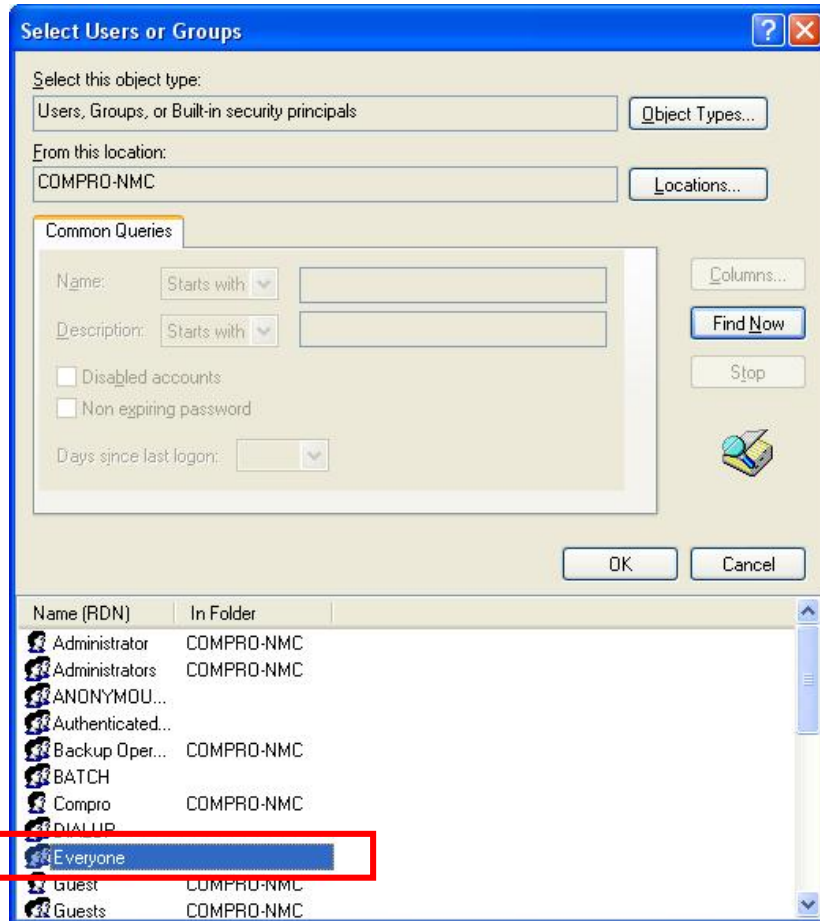 Select Users or Groups
Select this object type:
Users, Groups, or Built-in security principals
Object Types...
From this location:
COMPRO-NMC
Locations...
Common Queries
Name:
Starts with
Columns...
Description:
Starts with
Find Now
Disabled accounts
Stop
Non expiring password
Days since last logon:
OK
Cancel
Name (RDN) In Folder
Administrator COMPRO-NMC
Administrators COMPRO-NMC
ANONYMOU...
Authenticated...
Backup Oper... COMPRO-NMC
BATCH
Compro COMPRO-NMC
DIALUP
Everyone
Guest COMPRO-NMC
Guests COMPRO-NMC